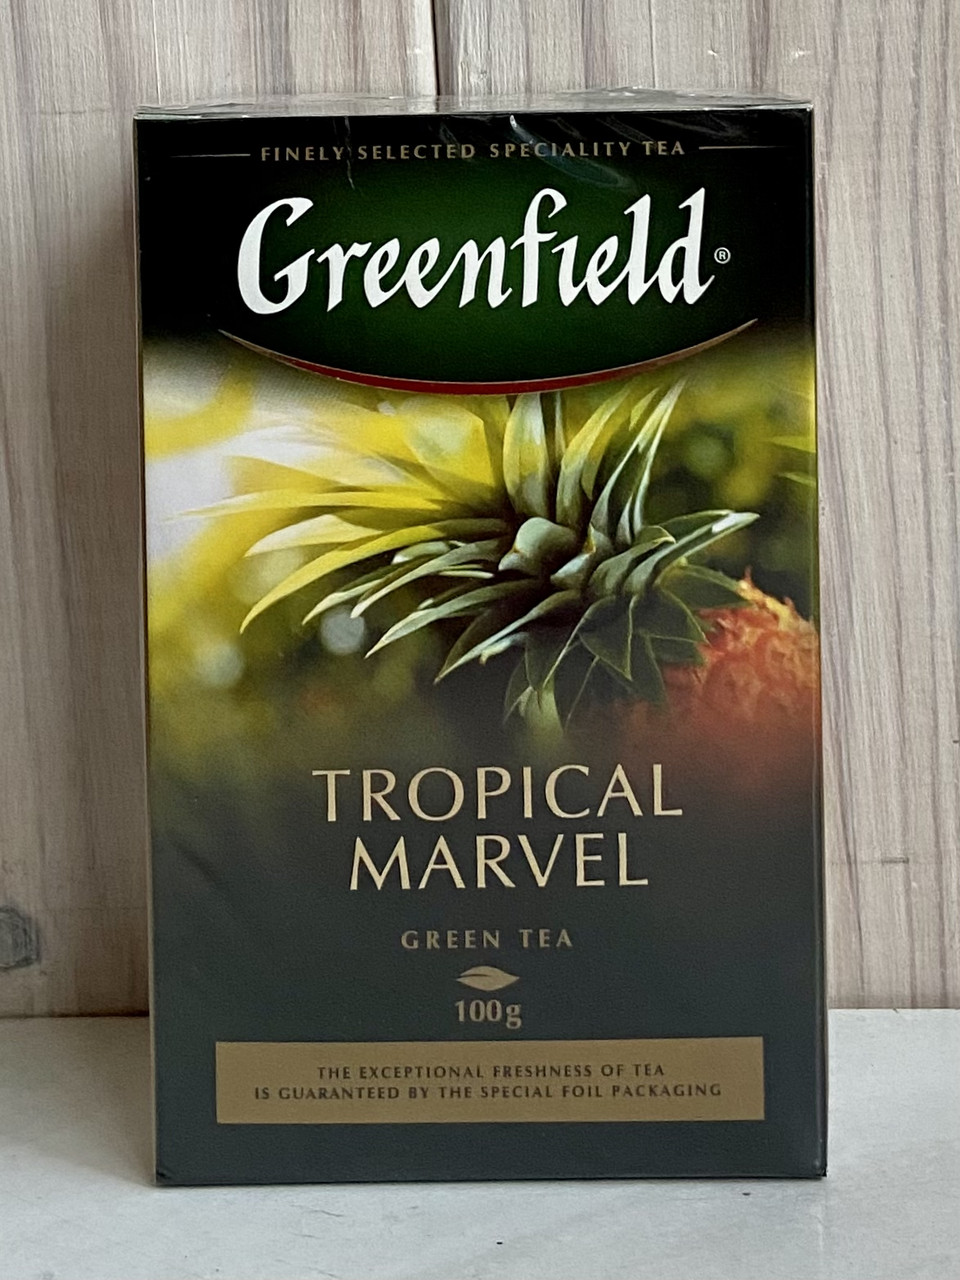 FINELY SELECTED SPECIALITY TEA
Greenfield®
TROPICAL
MARVEL
GREEN TEA
100g
THE EXCEPTIONAL FRESHNESS OF TEA
IS GUARANTEED BY THE SPECIAL FOIL PACKAGING